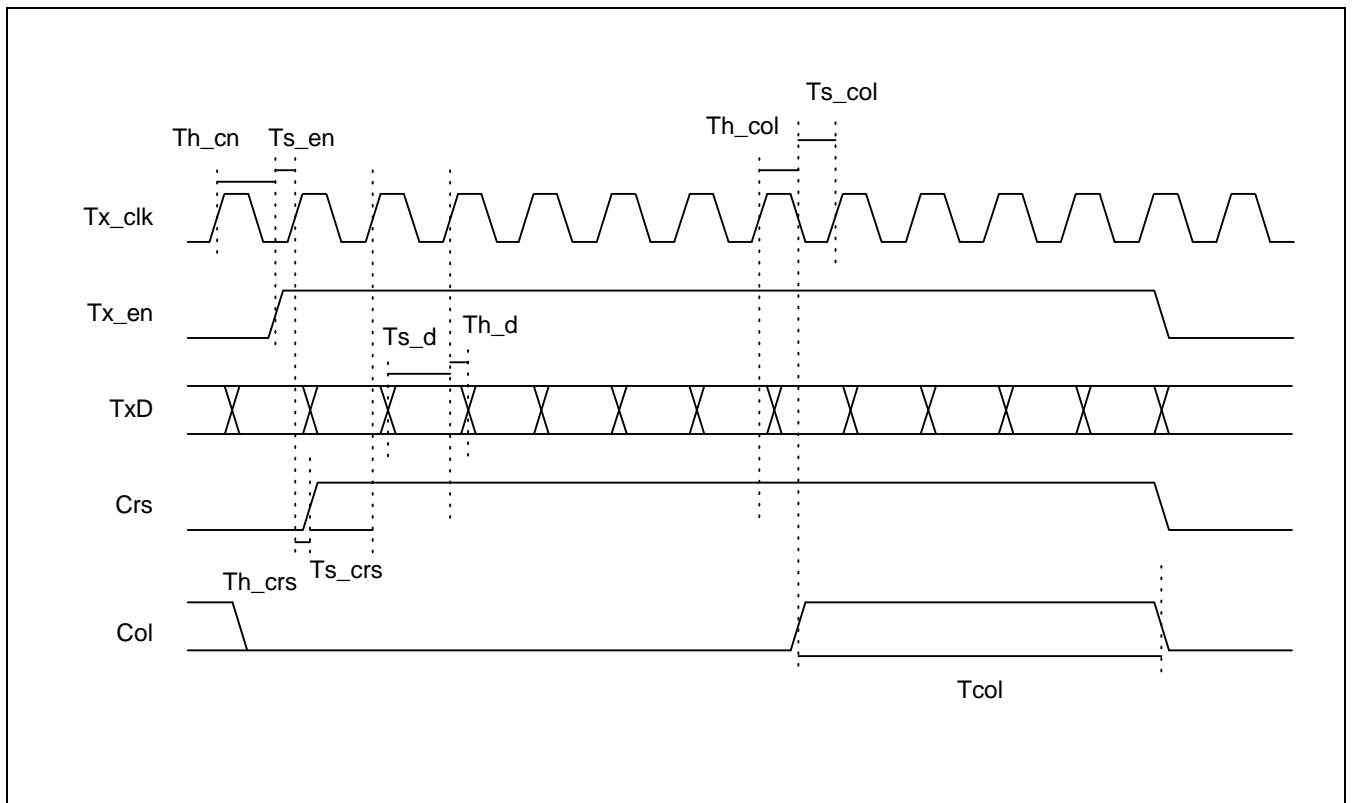 Ts_col
Th_col
Th_cn
Ts_en
Tx_clk
Tx_en
Ts_d
Th_d
TxD
Crs
Ts_crs
Th_crs
Col
Tcol